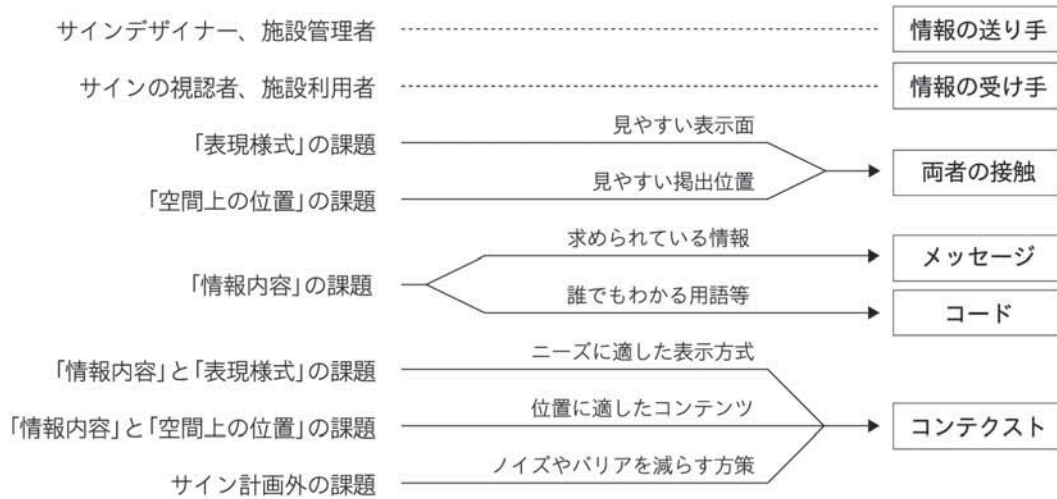 サインデザイナー、施設管理者 情報の送り手
サインの視認者、施設利用者 情報の受け手
「表現様式」の課題 見やすい表示面
両者の接触
「空間上の位置」の課題 見やすい掲出位置
求められている情報 メッセージ
「情報内容」の課題
誰でもわかる用語等 コード
「情報内容」と「表現様式」の課題 ニーズに適した表示方式
「情報内容」と「空間上の位置」の課題 位置に適したコンテンツ コンテクスト
サイン計画外の課題 ノイズやバリアを減らす方策